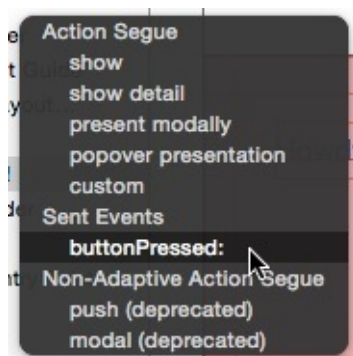 Action Segue
show
show detail
present modally
popover presentation
custom
Sent Events
buttonPressed:
Non-Adaptive Action Segue
push (deprecated)
modal (deprecated)